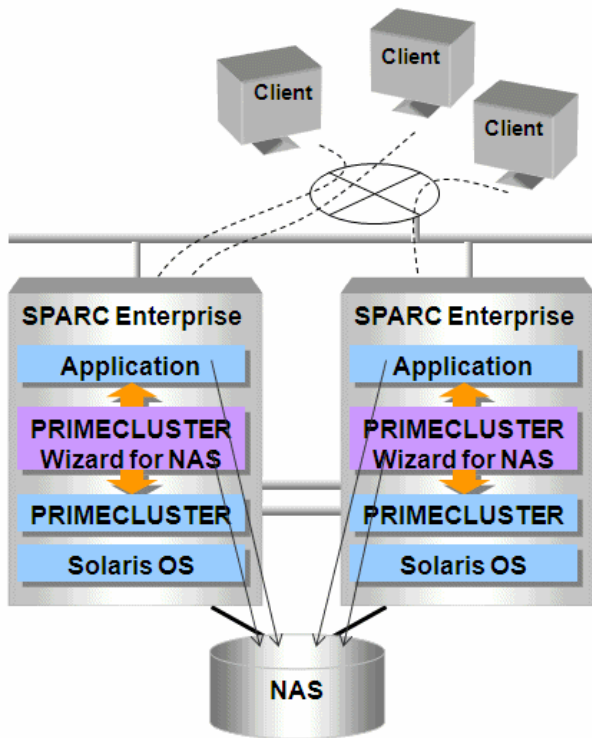 Client
Client
Client
SPARC Enterprise
Application
PRIMECLUSTER
Wizard for NAS
PRIMECLUSTER
Solaris OS
SPARC Enterprise
Application
PRIMECLUSTER
Wizard for NAS
PRIMECLUSTER
Solaris OS
NAS